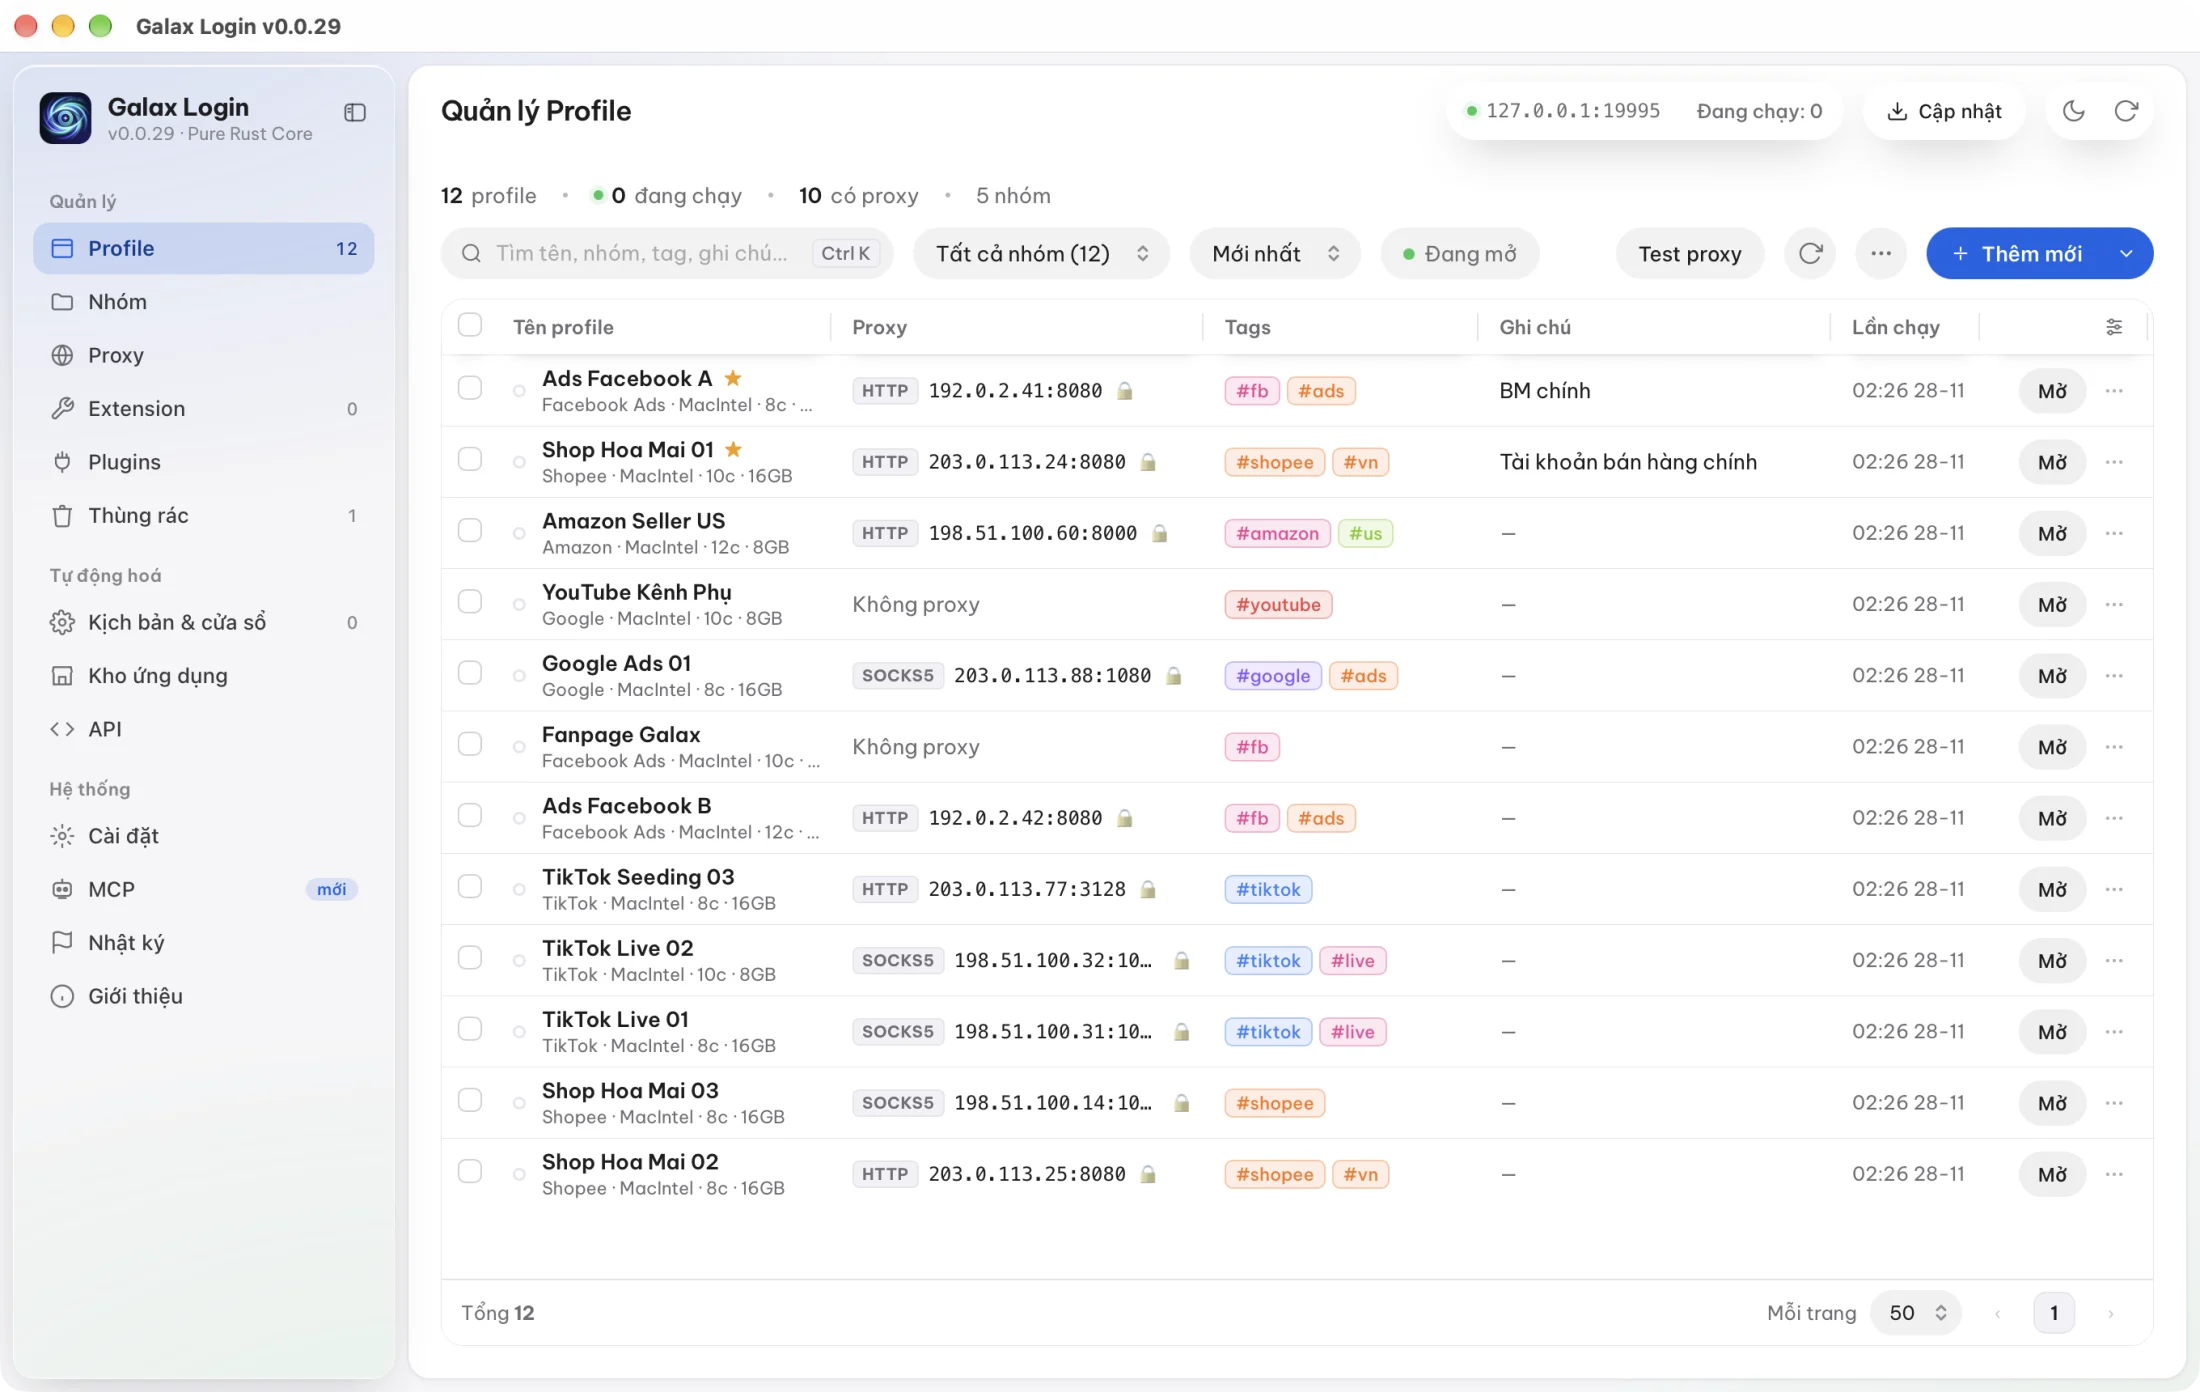 Galax Login v0.0.29
Galax Login
v0.0.29 · Pure Rust Core
Quản lý
Profile 12
Nhóm
Proxy
Extension 0
Plugins
Thùng rác 1
Tự động hoá
Kịch bản & cửa sổ 0
Kho ứng dụng
API
Hệ thống
Cài đặt
MCP mới
Nhật ký
Giới thiệu
Quản lý Profile
127.0.0.1:19995 Đang chạy: 0 Cập nhật
12 profile • 0 đang chạy • 10 có proxy • 5 nhóm
Tìm tên, nhóm, tag, ghi chú... Ctrl K Tất cả nhóm (12) Mới nhất Đang mở Test proxy ··· + Thêm mới
Tên profile Proxy Tags Ghi chú Lần chạy
Ads Facebook A ★ HTTP 192.0.2.41:8080 #fb #ads BM chính 02:26 28-11 Mở ···
Facebook Ads · MacIntel · 8c · ...
Shop Hoa Mai 01 ★ HTTP 203.0.113.24:8080 #shopee #vn Tài khoản bán hàng chính 02:26 28-11 Mở ···
Shopee · MacIntel · 10c · 16GB
Amazon Seller US HTTP 198.51.100.60:8000 #amazon #us — 02:26 28-11 Mở ···
Amazon · MacIntel · 12c · 8GB
YouTube Kênh Phụ Không proxy #youtube — 02:26 28-11 Mở ···
Google · MacIntel · 10c · 8GB
Google Ads 01 SOCKS5 203.0.113.88:1080 #google #ads — 02:26 28-11 Mở ···
Google · MacIntel · 8c · 16GB
Fanpage Galax Không proxy #fb — 02:26 28-11 Mở ···
Facebook Ads · MacIntel · 10c · ...
Ads Facebook B HTTP 192.0.2.42:8080 #fb #ads — 02:26 28-11 Mở ···
Facebook Ads · MacIntel · 12c · ...
TikTok Seeding 03 HTTP 203.0.113.77:3128 #tiktok — 02:26 28-11 Mở ···
TikTok · MacIntel · 8c · 16GB
TikTok Live 02 SOCKS5 198.51.100.32:10... #tiktok #live — 02:26 28-11 Mở ···
TikTok · MacIntel · 10c · 8GB
TikTok Live 01 SOCKS5 198.51.100.31:10... #tiktok #live — 02:26 28-11 Mở ···
TikTok · MacIntel · 8c · 16GB
Shop Hoa Mai 03 SOCKS5 198.51.100.14:10... #shopee — 02:26 28-11 Mở ···
Shopee · MacIntel · 8c · 16GB
Shop Hoa Mai 02 HTTP 203.0.113.25:8080 #shopee #vn — 02:26 28-11 Mở ···
Shopee · MacIntel · 8c · 16GB
Tổng 12 Mỗi trang 50 ‹ 1 ›